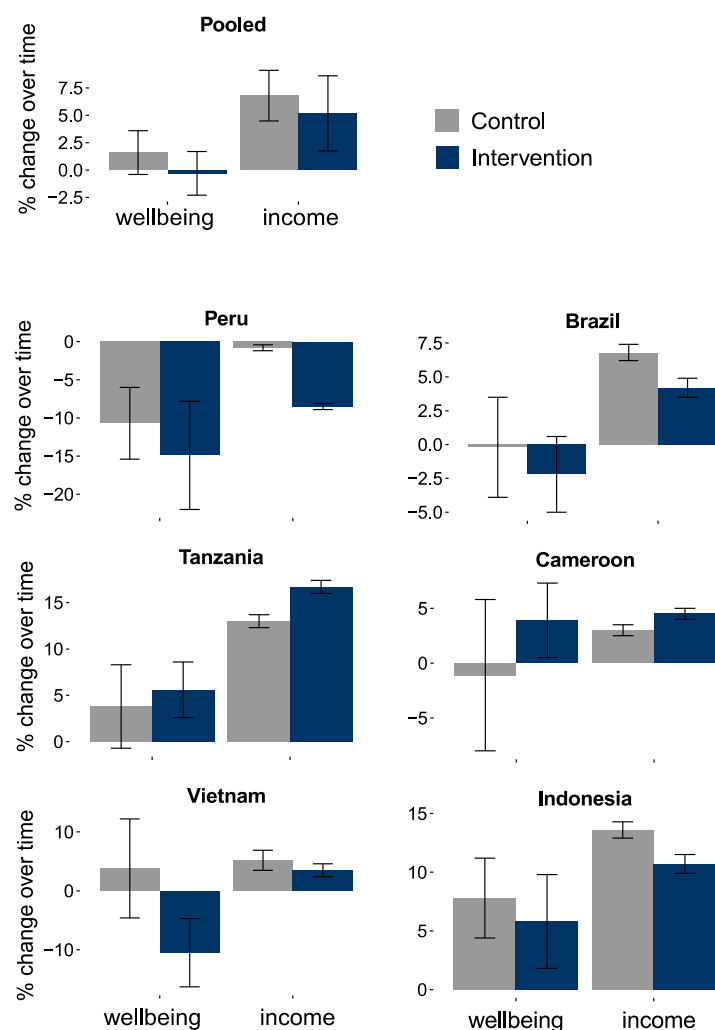 Pooled
% change over time
7.5
5.0
2.5
0.0
−2.5
wellbeing income
Control
Intervention
Peru
% change over time
0
−5
−10
−15
−20
Brazil
7.5
5.0
2.5
0.0
−2.5
−5.0
Tanzania
% change over time
15
10
5
0
Cameroon
5
0
−5
Vietnam
% change over time
10
0
−10
wellbeing income
Indonesia
15
10
5
0
wellbeing income